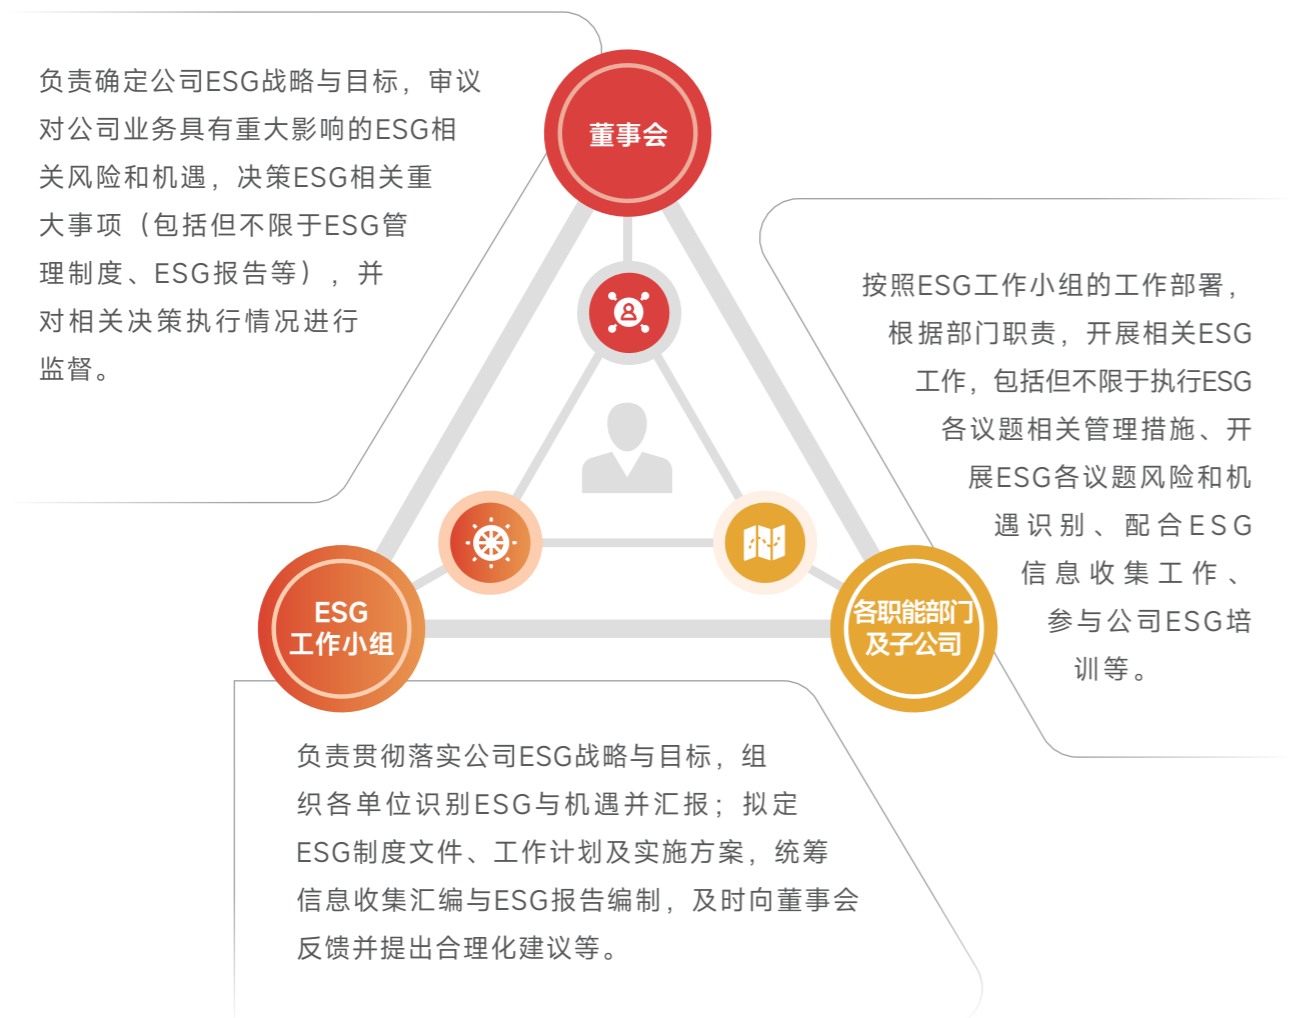 负责确定公司ESG战略与目标，审议
对公司业务具有重大影响的ESG相
关风险和机遇，决策ESG相关重
大事项（包括但不限于ESG管
理制度、ESG报告等），并
对相关决策执行情况进行
监督。
董事会
按照ESG工作小组的工作部署，
根据部门职责，开展相关ESG
工作，包括但不限于执行ESG
各议题相关管理措施、开
展ESG各议题风险和机
遇识别、配合ESG
信息收集工作、
参与公司ESG培
训等。
ESG
工作小组
各职能部门
及子公司
负责贯彻落实公司ESG战略与目标，组
织各单位识别ESG与机遇并汇报；拟定
ESG制度文件、工作计划及实施方案，统筹
信息收集汇编与ESG报告编制，及时向董事会
反馈并提出合理化建议等。